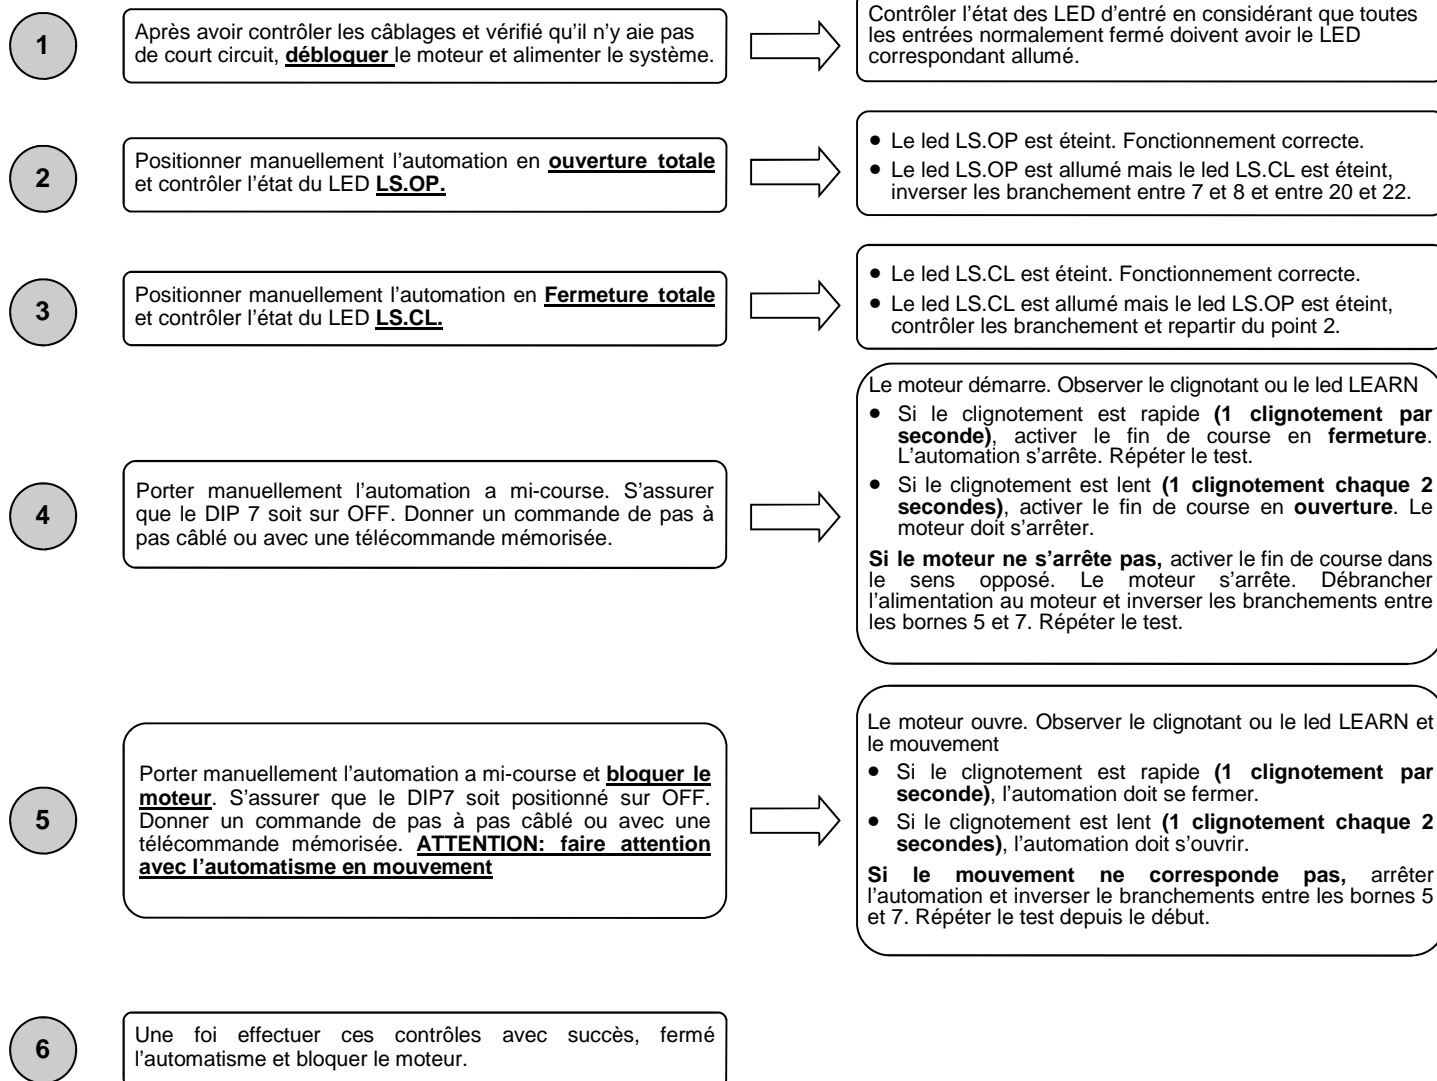 1
Après avoir contrôler les câblages et vérifié qu'il n'y aie pas
de court circuit, débloquer le moteur et alimenter le système.
Contrôler l'état des LED d'entré en considérant que toutes
les entrées normalement fermé doivent avoir le LED
correspondant allumé.
2
Positionner manuellement l'automation en ouverture totale
et contrôler l'état du LED LS.OP.
• Le led LS.OP est éteint. Fonctionnement correcte.
• Le led LS.OP est allumé mais le led LS.CL est éteint,
inverser les branchement entre 7 et 8 et entre 20 et 22.
3
Positionner manuellement l'automation en Fermeture totale
et contrôler l'état du LED LS.CL.
• Le led LS.CL est éteint. Fonctionnement correcte.
• Le led LS.CL est allumé mais le led LS.OP est éteint,
contrôler les branchement et repartir du point 2.
4
Porter manuellement l'automation a mi-course. S'assurer
que le DIP 7 soit sur OFF. Donner un commande de pas à
pas câblé ou avec une télécommande mémorisée.
Le moteur démarre. Observer le clignotant ou le led LEARN
• Si le clignotement est rapide (1 clignotement par
seconde), activer le fin de course en fermeture.
L'automation s'arrête. Répéter le test.
• Si le clignotement est lent (1 clignotement chaque 2
secondes), activer le fin de course en ouverture. Le
moteur doit s'arrêter.
Si le moteur ne s'arrête pas, activer le fin de course dans
le sens opposé. Le moteur s'arrête. Débrancher
l'alimentation au moteur et inverser les branchements entre
les bornes 5 et 7. Répéter le test.
5
Porter manuellement l'automation a mi-course et bloquer le
moteur. S'assurer que le DIP7 soit positionné sur OFF.
Donner un commande de pas à pas câblé ou avec une
télécommande mémorisée. ATTENTION: faire attention
avec l'automatisme en mouvement
Le moteur ouvre. Observer le clignotant ou le led LEARN et
le mouvement
• Si le clignotement est rapide (1 clignotement par
seconde), l'automation doit se fermer.
• Si le clignotement est lent (1 clignotement chaque 2
secondes), l'automation doit s'ouvrir.
Si le mouvement ne corresponde pas, arrêter
l'automation et inverser le branchements entre les bornes 5
et 7. Répéter le test depuis le début.
6
Une foi effectuer ces contrôles avec succès, fermé
l'automatisme et bloquer le moteur.